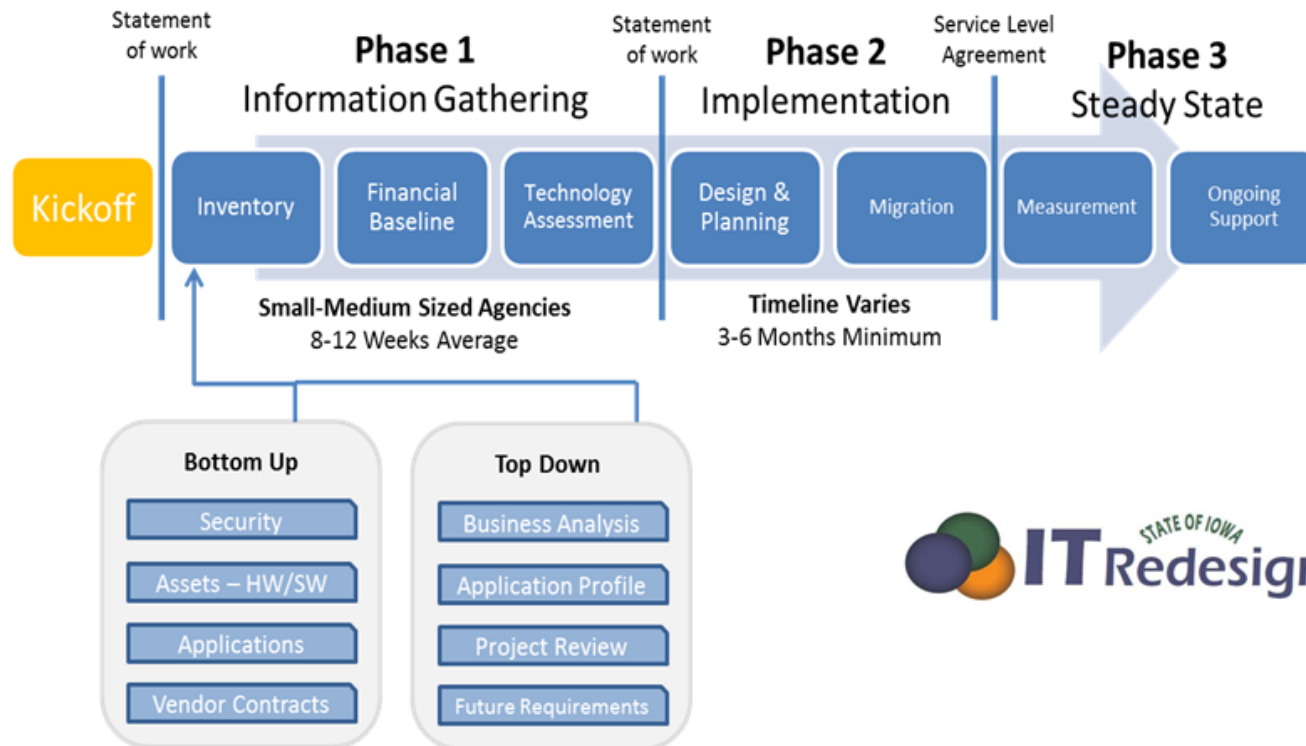 Statement
of work
Phase 1
Information Gathering
Statement
of work
Phase 2
Implementation
Service Level
Agreement
Phase 3
Steady State
Kickoff
Inventory
Financial
Baseline
Technology
Assessment
Design &
Planning
Migration
Measurement
Ongoing
Support
Small-Medium Sized Agencies
8-12 Weeks Average
Timeline Varies
3-6 Months Minimum
Bottom Up
Security
Assets – HW/SW
Applications
Vendor Contracts
Top Down
Business Analysis
Application Profile
Project Review
Future Requirements
STATE OF IOWA
IT Redesign